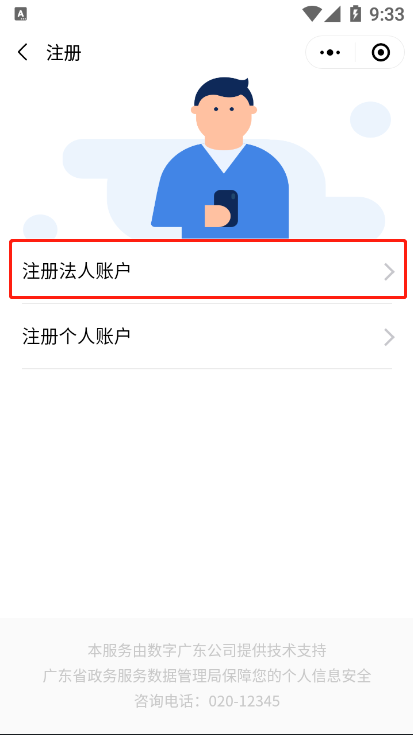 9:33
注册
注册法人账户
注册个人账户
本服务由数字广东公司提供技术支持
广东省政务服务数据管理局保障您的个人信息安全
咨询电话：020-12345